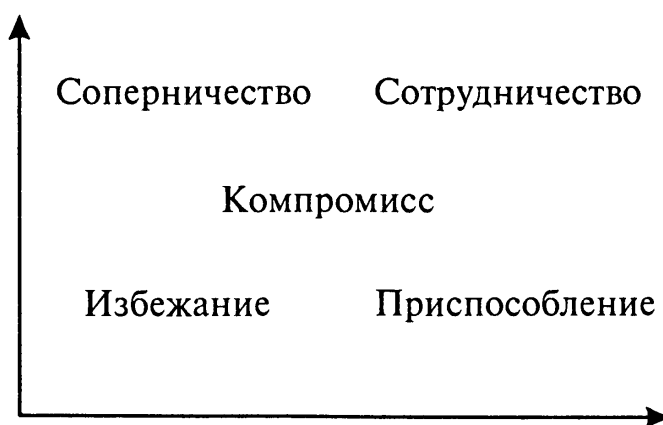 Соперничество Сотрудничество
Компромисс
Избежание Приспособление